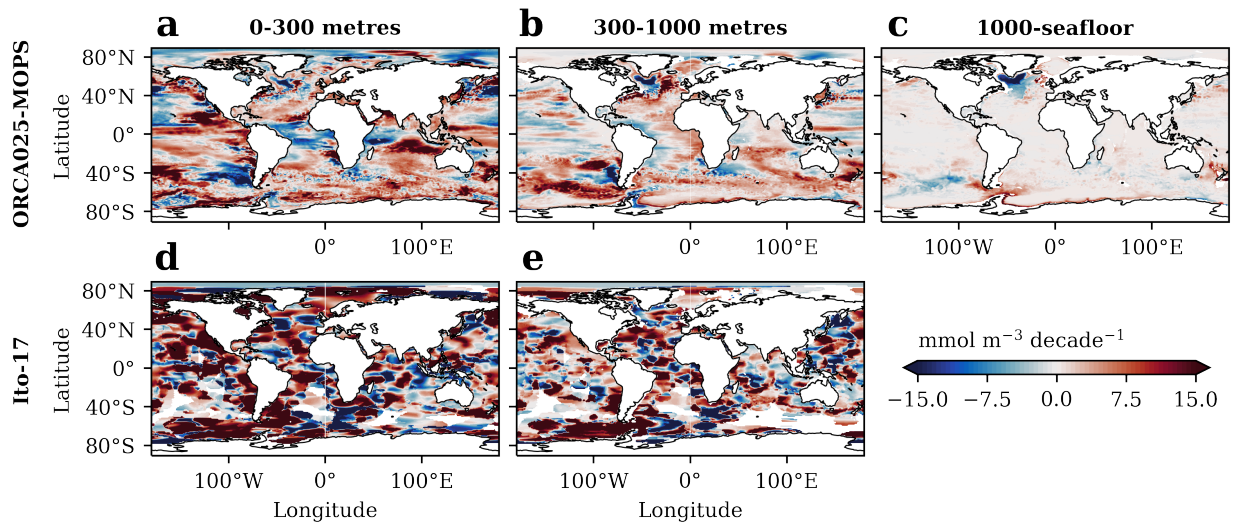 a 0-300 metres
b 300-1000 metres
c 1000-seafloor
ORCA025-MOPS
Latitude
80°N
40°N
0°
40°S
80°S
0° 100°E
0° 100°E
100°W 0° 100°E
d
e
Ito-17
Latitude
80°N
40°N
0°
40°S
80°S
100°W 0° 100°E
Longitude
100°W 0° 100°E
Longitude
mmol m⁻³ decade⁻¹
−15.0 −7.5 0.0 7.5 15.0